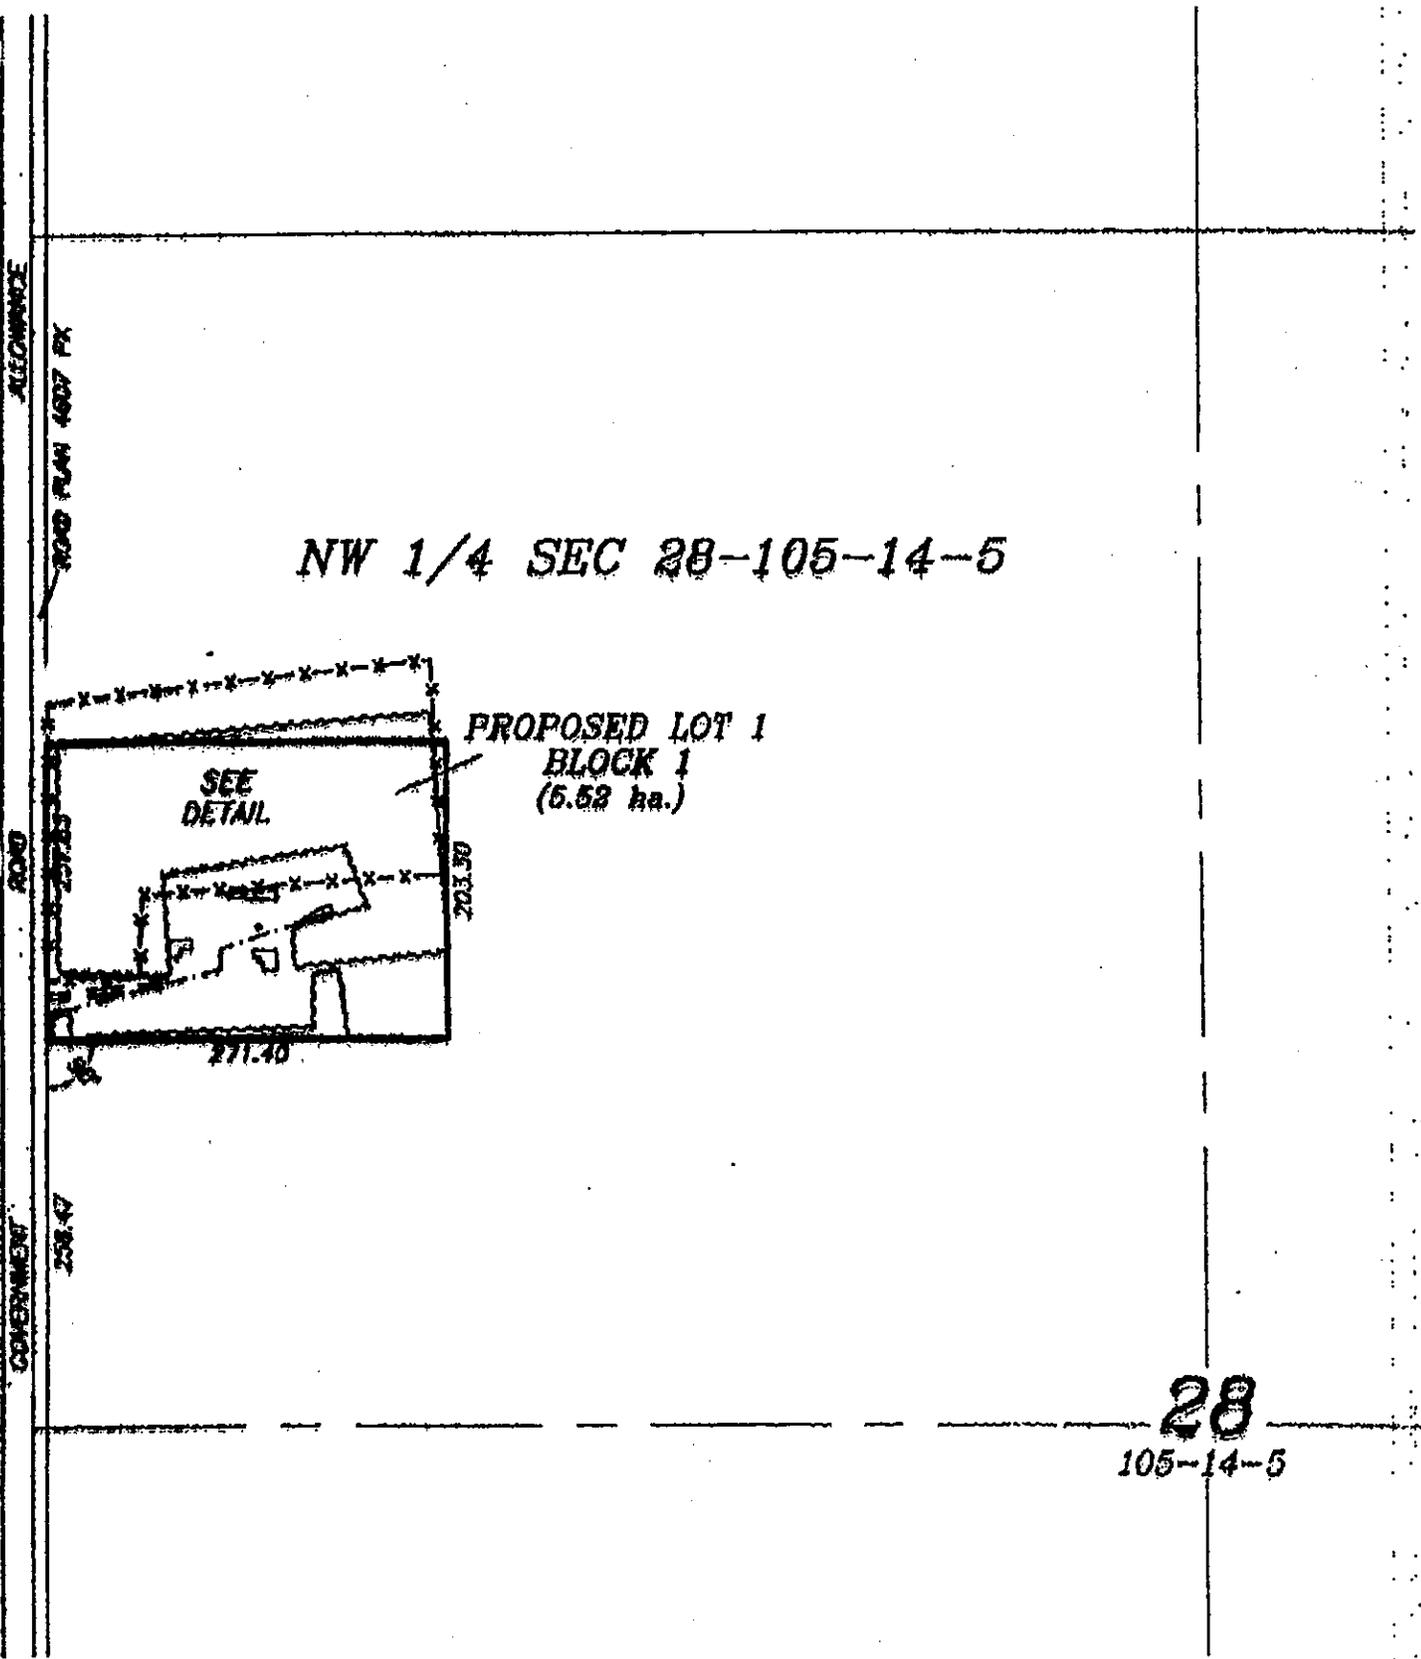 ALLOWANCE
ROAD PLAN 4607 PX
NW 1/4 SEC 28-105-14-5
PROPOSED LOT 1
BLOCK 1
(5.52 ha.)
SEE
DETAIL
ROAD
203.30
271.40
258.47
GOVERNMENT
28
105-14-5